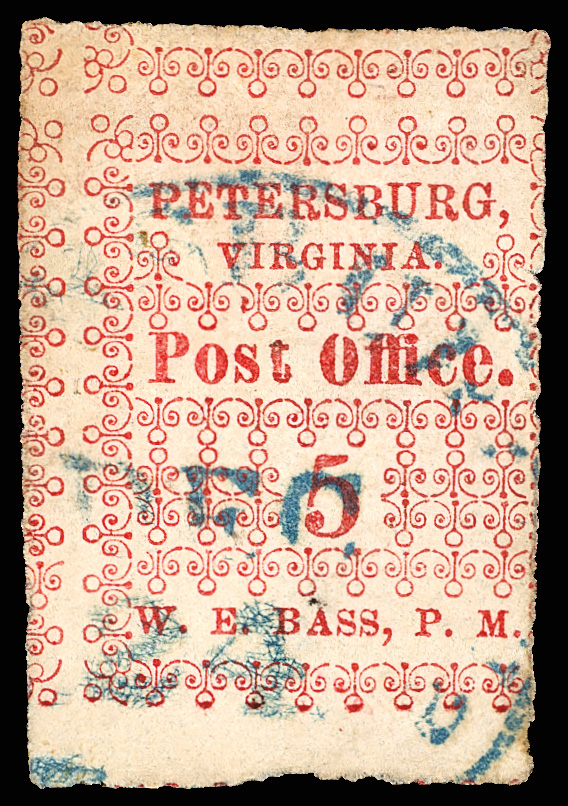 PETERSBURG,
VIRGINIA.
Post Office.
5
W. E. BASS, P. M.